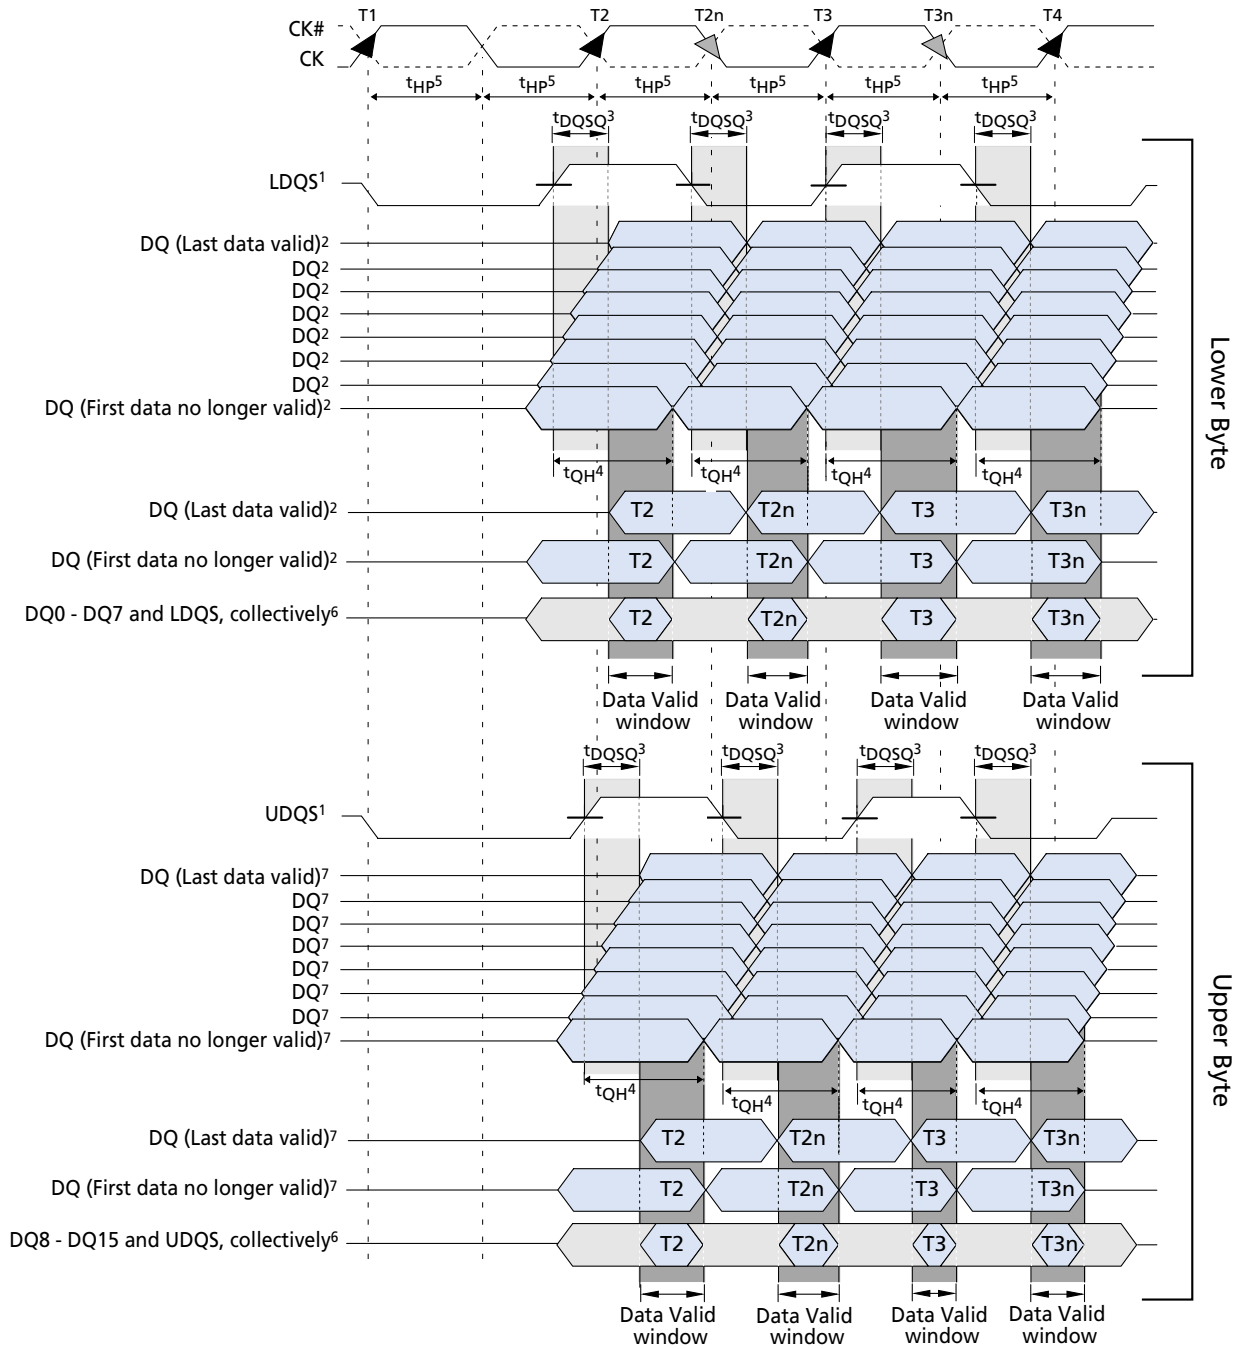 T1 T2 T2n T3 T3n T4
CK#
CK
tHP5 tHP5 tHP5 tHP5 tHP5 tHP5
tDQSQ3 tDQSQ3 tDQSQ3 tDQSQ3
LDQS1
DQ (Last data valid)2
DQ2
DQ2
DQ2
DQ2
DQ2
DQ2
DQ (First data no longer valid)2
tQH4 tQH4 tQH4 tQH4
DQ (Last data valid)2 T2 T2n T3 T3n
DQ (First data no longer valid)2 T2 T2n T3 T3n
DQ0 - DQ7 and LDQS, collectively6 T2 T2n T3 T3n
Data Valid window Data Valid window Data Valid window Data Valid window
Lower Byte
tDQSQ3 tDQSQ3 tDQSQ3 tDQSQ3
UDQS1
DQ (Last data valid)7
DQ7
DQ7
DQ7
DQ7
DQ7
DQ7
DQ (First data no longer valid)7
tQH4 tQH4 tQH4 tQH4
DQ (Last data valid)7 T2 T2n T3 T3n
DQ (First data no longer valid)7 T2 T2n T3 T3n
DQ8 - DQ15 and UDQS, collectively6 T2 T2n T3 T3n
Data Valid window Data Valid window Data Valid window Data Valid window
Upper Byte